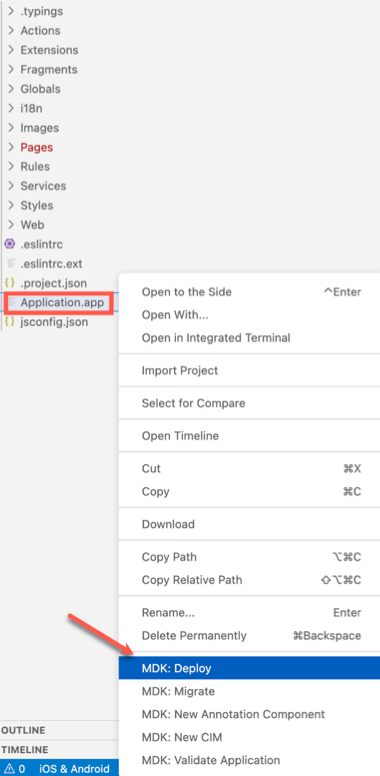 .typings
Actions
Extensions
Fragments
Globals
i18n
Images
Pages
Rules
Services
Styles
Web
.eslintrc
.eslintrc.ext
{} .project.json
Application.app
{} jsconfig.json
Open to the Side ^Enter
Open With...
Open in Integrated Terminal
Import Project
Select for Compare
Open Timeline
Cut ⌘X
Copy ⌘C
Download
Copy Path ⌥⌘C
Copy Relative Path ⇧⌥⌘C
Rename... Enter
Delete Permanently ⌘Backspace
MDK: Deploy
MDK: Migrate
MDK: New Annotation Component
MDK: New CIM
MDK: Validate Application
OUTLINE
TIMELINE
0 iOS & Android